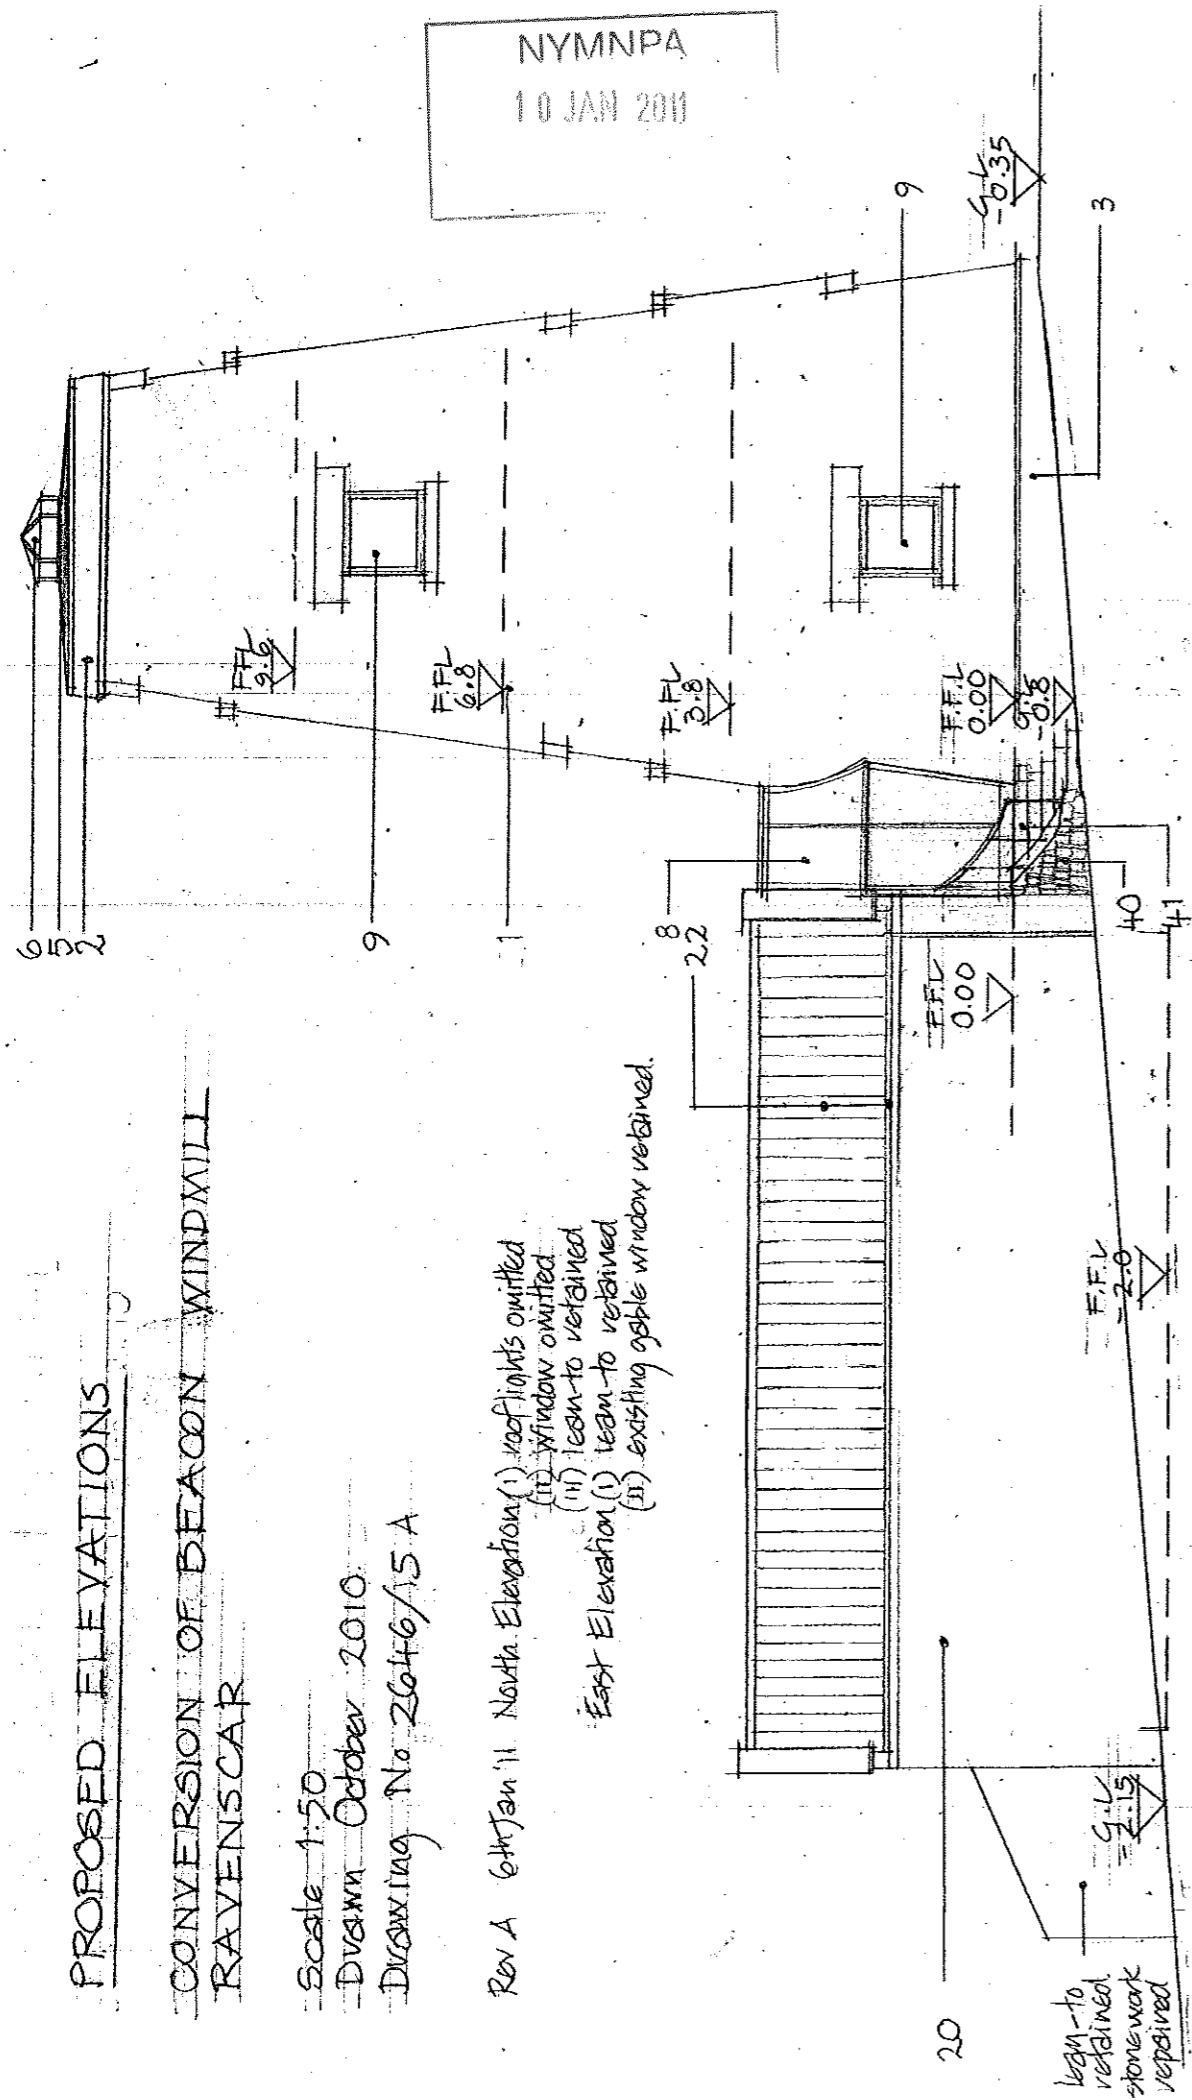 NYMNPA
10 JAN 2011
PROPOSED ELEVATIONS
CONVERSION OF BEACON WINDMILL
RAVENSCAR
Scale 1:50
Drawn October 2010
Drawing No 2646/15 A
Rev A 6th Jan '11 North Elevation (i) rooflights omitted
(ii) window omitted
(iii) lean-to retained
East Elevation (i) lean-to retained
(ii) existing gable window retained.
6
5
2
9
1
8
22
F.F.L
9.6
F.F.L
6.8
F.F.L
3.8
F.F.L
0.00
G.L
-0.8
9
G.L
-0.35
3
F.F.L
0.00
40
41
F.F.L
-2.0
G.L
-2.15
20
lean-to
retained
stonework
repaired